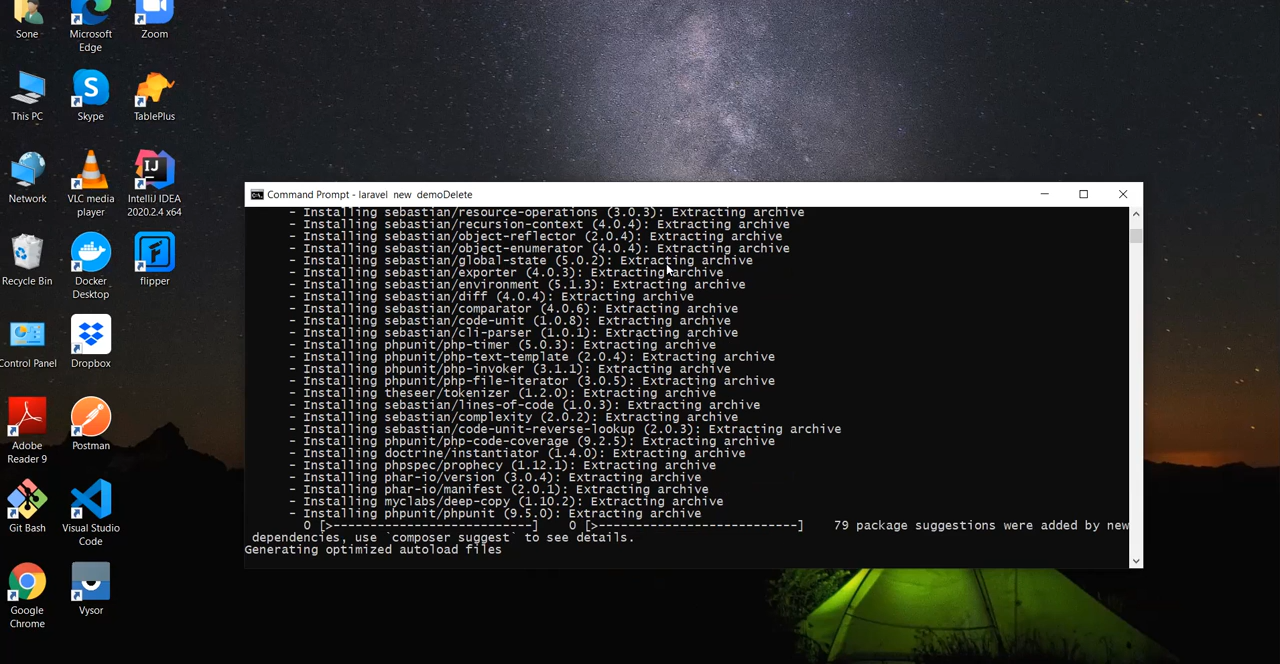 Sone
Microsoft
Edge
Zoom
This PC
Skype
TablePlus
Network
VLC media
player
IJ
IntelliJ IDEA
2020.2.4 x64
Recycle Bin
Docker
Desktop
flipper
Control Panel
Dropbox
Adobe
Reader 9
Postman
Git Bash
Visual Studio
Code
Google
Chrome
Vysor
Command Prompt - laravel  new  demoDelete
- Installing sebastian/resource-operations (3.0.3): Extracting archive
- Installing sebastian/recursion-context (4.0.4): Extracting archive
- Installing sebastian/object-reflector (2.0.4): Extracting archive
- Installing sebastian/object-enumerator (4.0.4): Extracting archive
- Installing sebastian/global-state (5.0.2): Extracting archive
- Installing sebastian/exporter (4.0.3): Extracting archive
- Installing sebastian/environment (5.1.3): Extracting archive
- Installing sebastian/diff (4.0.4): Extracting archive
- Installing sebastian/comparator (4.0.6): Extracting archive
- Installing sebastian/code-unit (1.0.8): Extracting archive
- Installing sebastian/cli-parser (1.0.1): Extracting archive
- Installing phpunit/php-timer (5.0.3): Extracting archive
- Installing phpunit/php-text-template (2.0.4): Extracting archive
- Installing phpunit/php-invoker (3.1.1): Extracting archive
- Installing phpunit/php-file-iterator (3.0.5): Extracting archive
- Installing theseer/tokenizer (1.2.0): Extracting archive
- Installing sebastian/lines-of-code (1.0.3): Extracting archive
- Installing sebastian/complexity (2.0.2): Extracting archive
- Installing sebastian/code-unit-reverse-lookup (2.0.3): Extracting archive
- Installing phpunit/php-code-coverage (9.2.5): Extracting archive
- Installing doctrine/instantiator (1.4.0): Extracting archive
- Installing phpspec/prophecy (1.12.1): Extracting archive
- Installing phar-io/version (3.0.4): Extracting archive
- Installing phar-io/manifest (2.0.1): Extracting archive
- Installing myclabs/deep-copy (1.10.2): Extracting archive
- Installing phpunit/phpunit (9.5.0): Extracting archive
0 [>---------------------------]    0 [>---------------------------]    79 package suggestions were added by new
dependencies, use `composer suggest` to see details.
Generating optimized autoload files